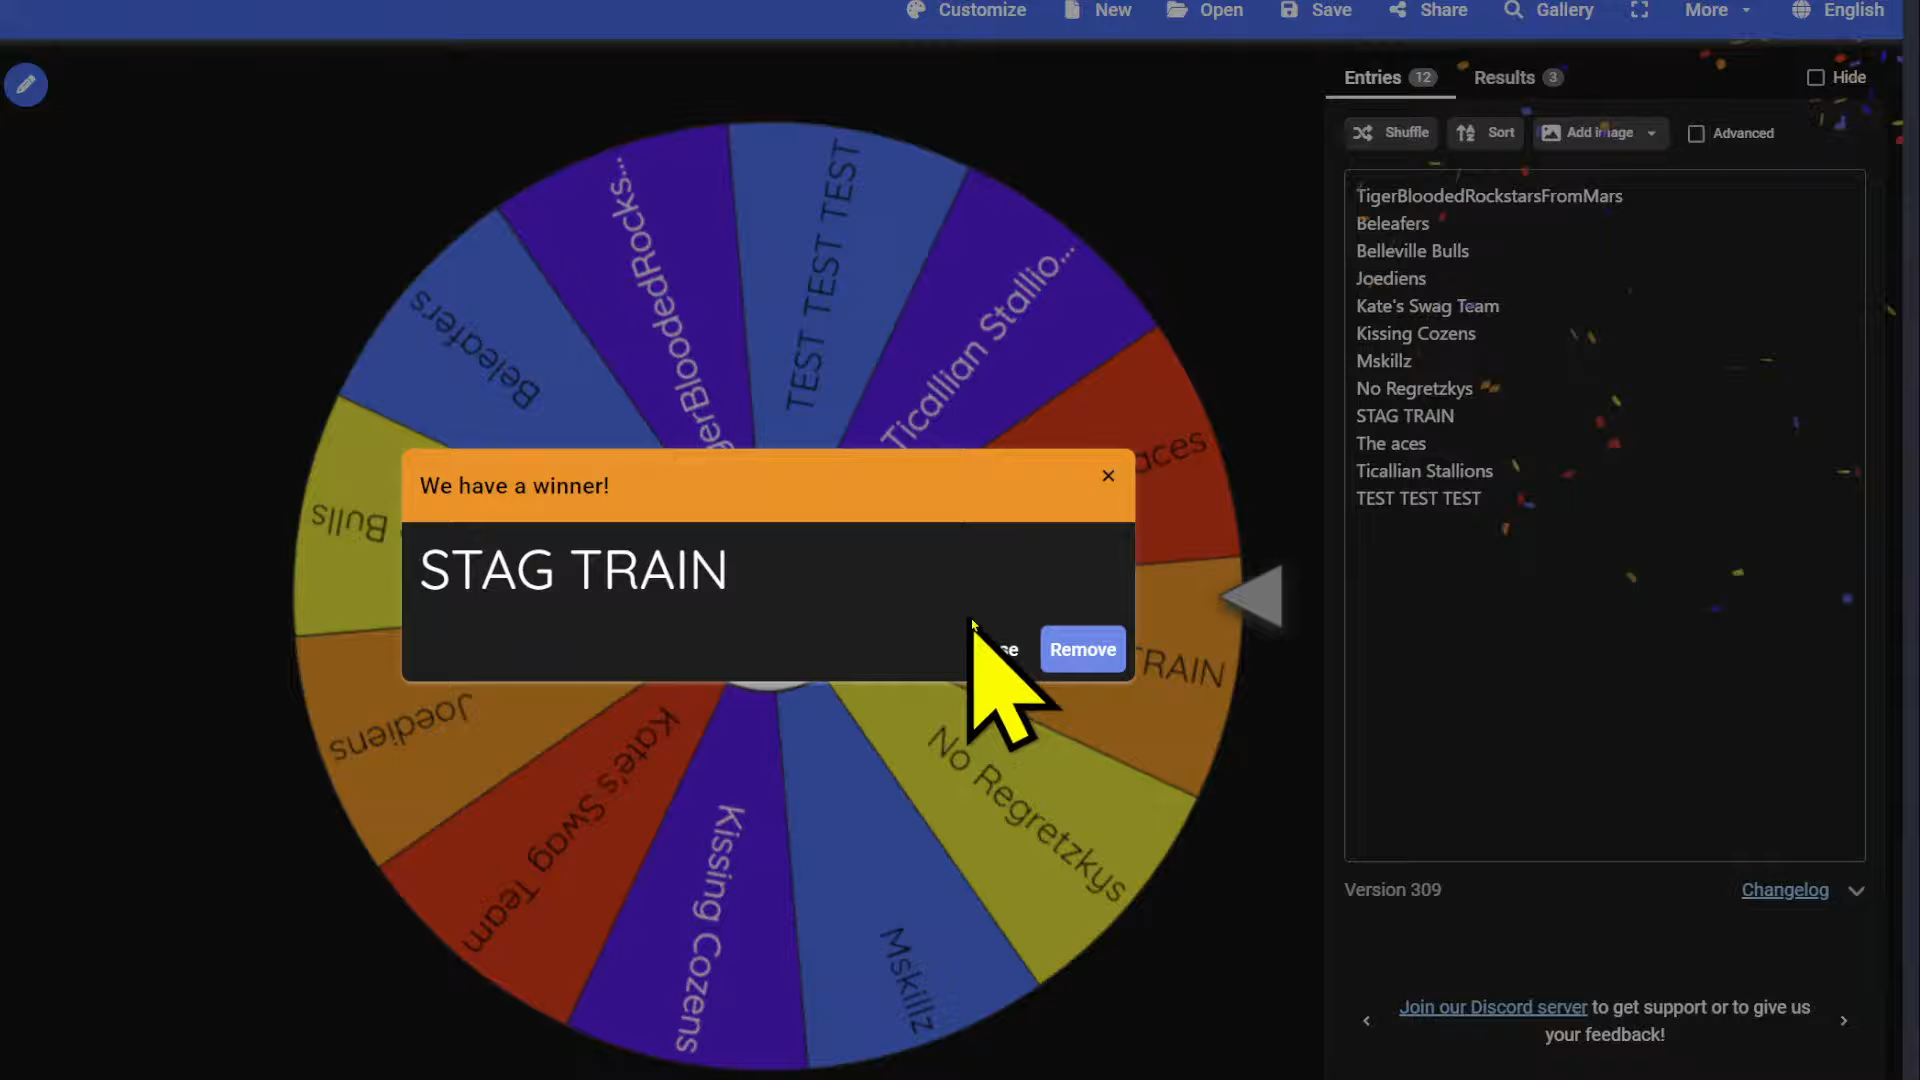 Customize New Open Save Share Gallery More English
Entries 12 Results 3 Hide
Shuffle Sort Add image Advanced
TigerBloodedRockstarsFromMars
Beleafers
Belleville Bulls
Joediens
Kate's Swag Team
Kissing Cozens
Mskillz
No Regretzkys
STAG TRAIN
The aces
Ticallian Stallions
TEST TEST TEST
Version 309 Changelog
Join our Discord server to get support or to give us
your feedback!
We have a winner!
STAG TRAIN
Remove
TEST TEST TEST
Ticallian Stallio...
aces
TRAIN
No Regretzkys
Mskillz
Kissing Cozens
Kate's Swag Team
Joediens
Bulls
Beleafers
gerBloodedRocks...